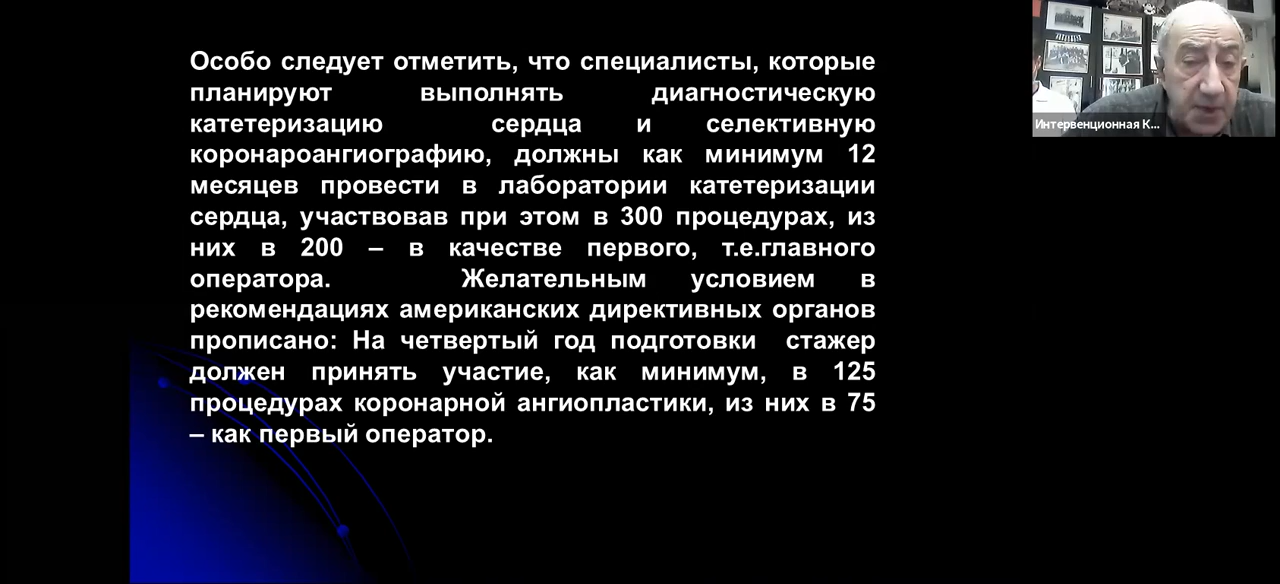 Особо следует отметить, что специалисты, которые
планируют выполнять диагностическую
катетеризацию сердца и селективную
коронароангиографию, должны как минимум 12
месяцев провести в лаборатории катетеризации
сердца, участвовав при этом в 300 процедурах, из
них в 200 – в качестве первого, т.е.главного
оператора. Желательным условием в
рекомендациях американских директивных органов
прописано: На четвертый год подготовки стажер
должен принять участие, как минимум, в 125
процедурах коронарной ангиопластики, из них в 75
– как первый оператор.
Интервенционная К...